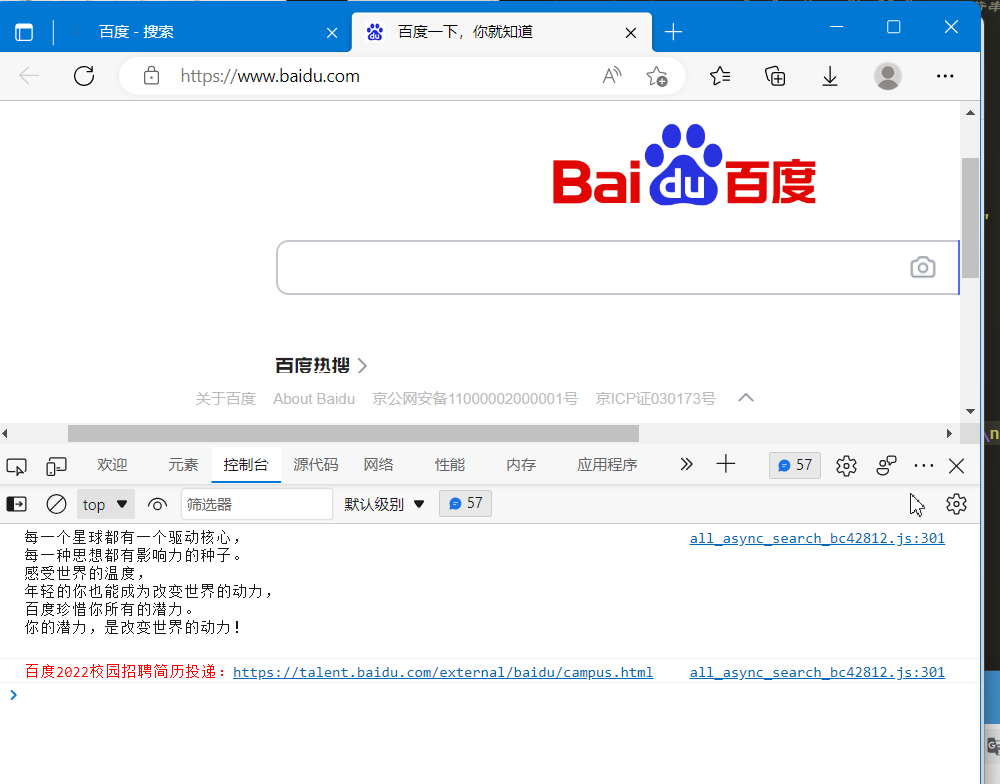 百度 - 搜索
百度一下，你就知道
https://www.baidu.com
Bai du 百度
百度热搜
关于百度 About Baidu 京公网安备11000002000001号 京ICP证030173号
欢迎 元素 控制台 源代码 网络 性能 内存 应用程序 57
top 筛选器 默认级别 57
每一个星球都有一个驱动核心， all_async_search_bc42812.js:301
每一种思想都有影响力的种子。
感受世界的温度，
年轻的你也能成为改变世界的动力，
百度珍惜你所有的潜力。
你的潜力，是改变世界的动力！
百度2022校园招聘简历投递：https://talent.baidu.com/external/baidu/campus.html all_async_search_bc42812.js:301